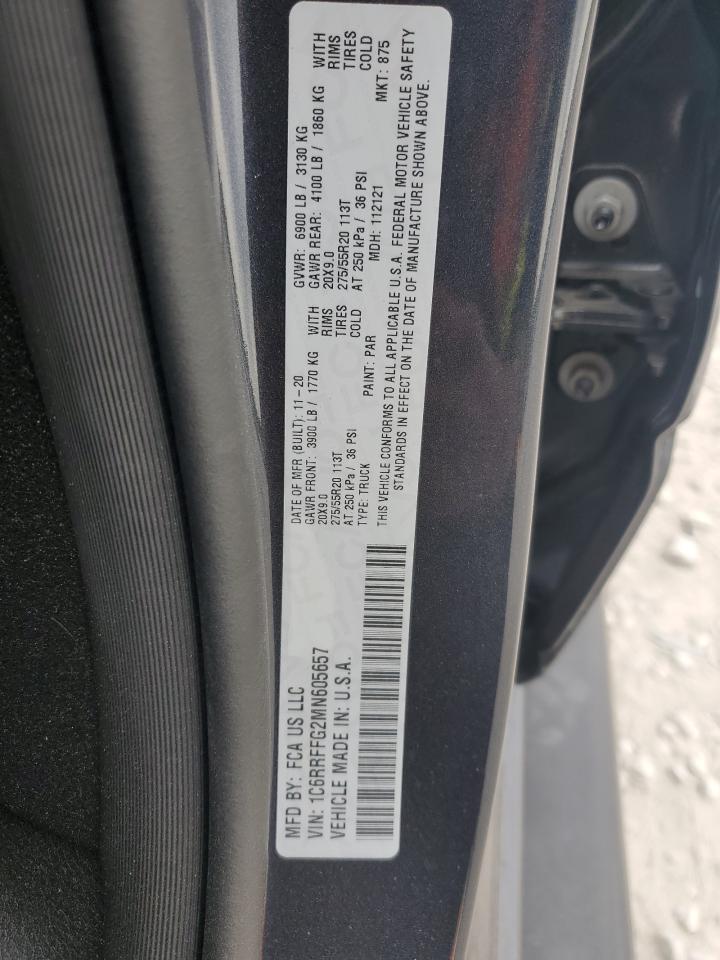 MFD BY: FCA US LLC
VIN: 1C6RRFFG2MN605657
VEHICLE MADE IN: U.S.A.
DATE OF MFR (BUILT): 11-20 GVWR: 6900 LB / 3130 KG
GAWR FRONT: 3900 LB / 1770 KG WITH GAWR REAR: 4100 LB / 1860 KG WITH
20X9.0 RIMS 20X9.0 RIMS
275/55R20 113T TIRES 275/55R20 113T TIRES
AT 250 kPa / 36 PSI COLD AT 250 kPa / 36 PSI COLD
TYPE: TRUCK PAINT: PAR MDH: 112121 MKT: 875
THIS VEHICLE CONFORMS TO ALL APPLICABLE U.S.A. FEDERAL MOTOR VEHICLE SAFETY
STANDARDS IN EFFECT ON THE DATE OF MANUFACTURE SHOWN ABOVE.